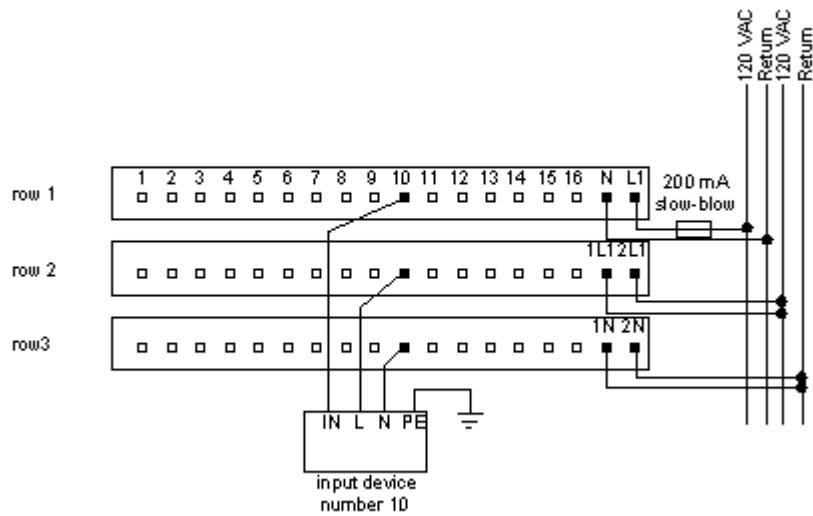 120 VAC
Return
120 VAC
Return
row 1
1 2 3 4 5 6 7 8 9 10 11 12 13 14 15 16 N L1
200 mA
slow-blow
row 2
1L1 2L1
row3
1N 2N
IN L N PE
input device
number 10